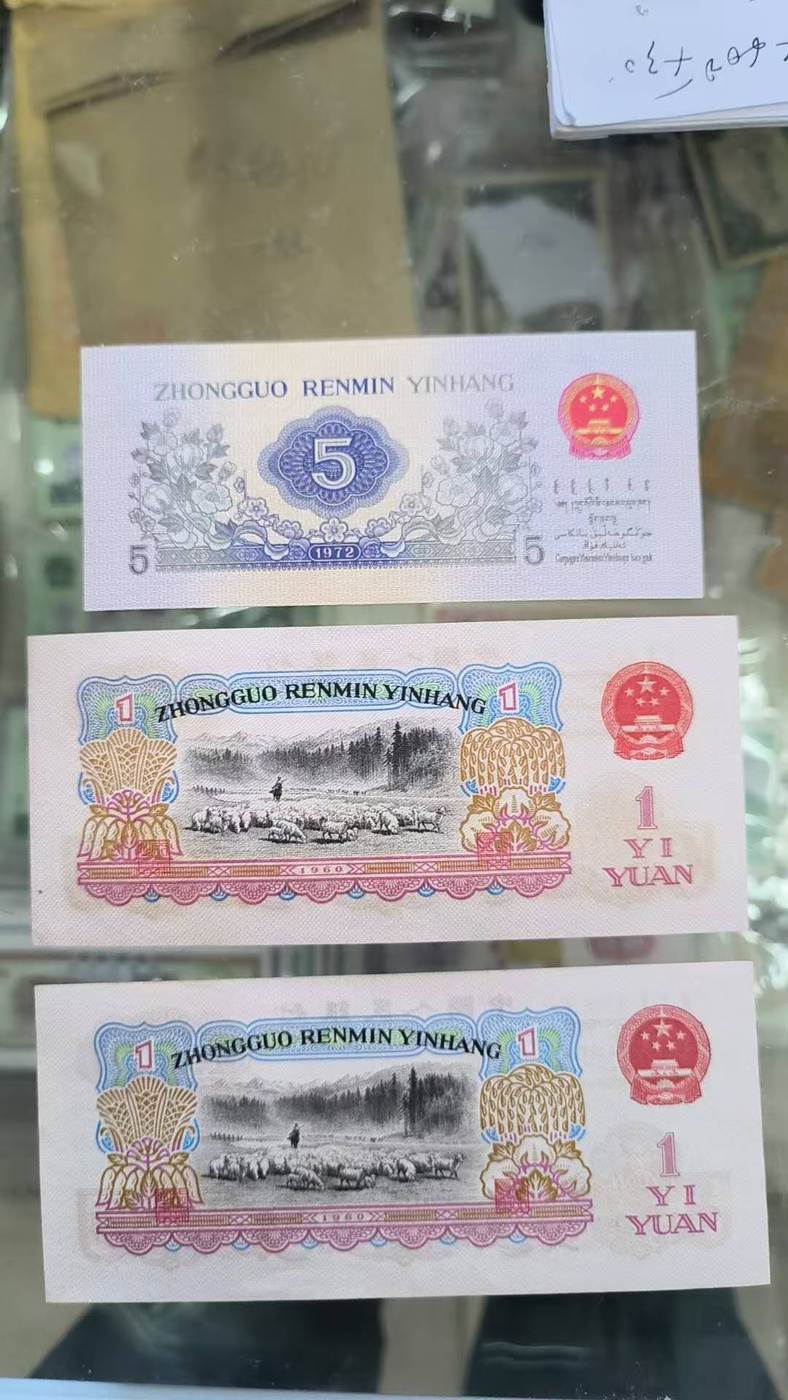 ZHONGGUO RENMIN YINHANG
5
1972
5 5
1 1
ZHONGGUO RENMIN YINHANG
1960
1
YI
YUAN
1 1
ZHONGGUO RENMIN YINHANG
1960
1
YI
YUAN